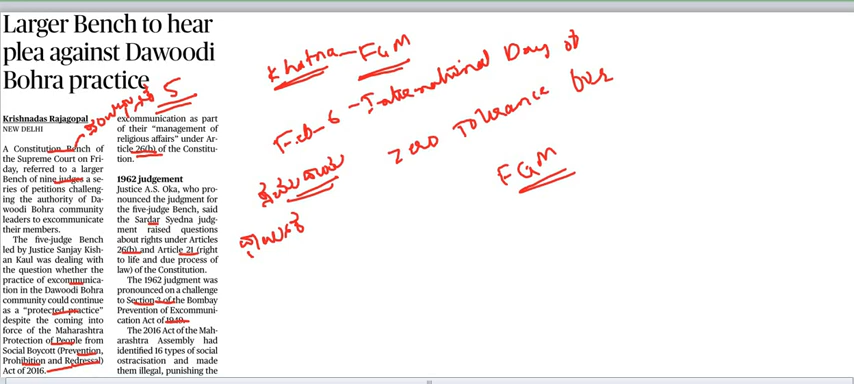 Larger Bench to hear
plea against Dawoodi
Bohra practice
5
Krishnadas Rajagopal
NEW DELHI
A Constitution Bench of
the Supreme Court on Fri-
day, referred to a larger
Bench of nine judges a se-
ries of petitions challeng-
ing the authority of Da-
woodi Bohra community
leaders to excommunicate
their members.
The five-judge Bench
led by Justice Sanjay Kish-
an Kaul was dealing with
the question whether the
practice of excommunica-
tion in the Dawoodi Bohra
community could continue
as a “protected practice”
despite the coming into
force of the Maharashtra
Protection of People from
Social Boycott (Prevention,
Prohibition and Redressal)
Act of 2016.
excommunication as part
of their “management of
religious affairs” under Ar-
ticle 26(b) of the Constitu-
tion.
1962 judgement
Justice A.S. Oka, who pro-
nounced the judgment for
the five-judge Bench, said
the Sardar Syedna judg-
ment raised questions
about rights under Articles
26(b) and Article 21 (right
to life and due process of
law) of the Constitution.
The 1962 judgment was
pronounced on a challenge
to Section 3 of the Bombay
Prevention of Excommuni-
cation Act of 1949.
The 2016 Act of the Mah-
arashtra Assembly had
identified 16 types of social
ostracisation and made
them illegal, punishing the
Khatna - FGM
Feb-6 - International Day of
Zero Tolerance for
FGM